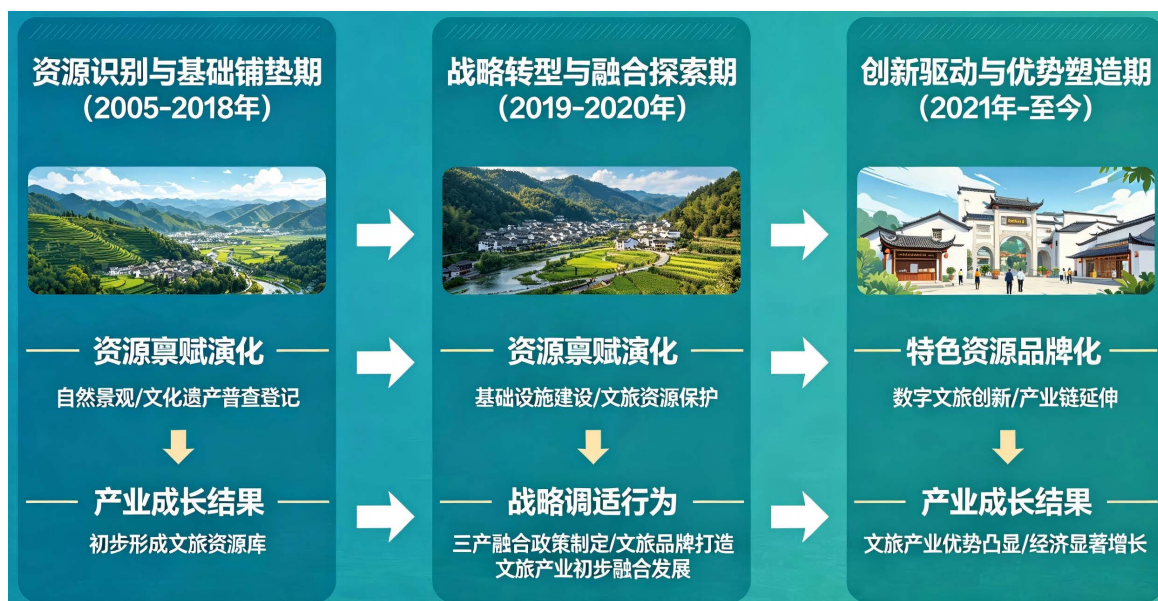 资源识别与基础铺垫期
（2005-2018年）
资源禀赋演化
自然景观/文化遗产普查登记
产业成长结果
初步形成文旅资源库
战略转型与融合探索期
（2019-2020年）
资源禀赋演化
基础设施建设/文旅资源保护
战略调适行为
三产融合政策制定/文旅品牌打造
文旅产业初步融合发展
创新驱动与优势塑造期
（2021年-至今）
特色资源品牌化
数字文旅创新/产业链延伸
产业成长结果
文旅产业优势凸显/经济显著增长